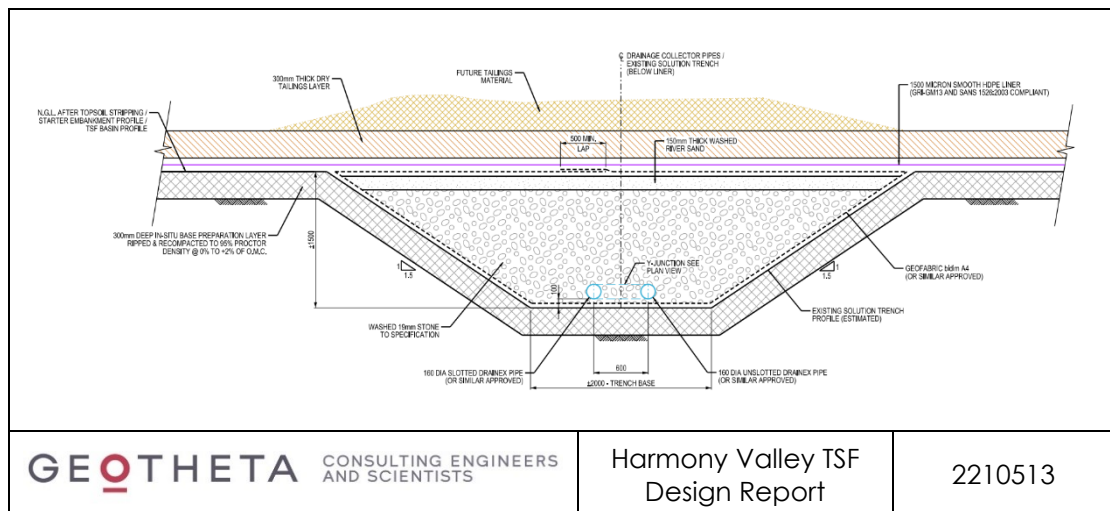 ℄ DRAINAGE COLLECTOR PIPES /
EXISTING SOLUTION TRENCH
(BELOW LINER)
300mm THICK DRY
TAILINGS LAYER
FUTURE TAILINGS
MATERIAL
1500 MICRON SMOOTH HDPE LINER
(GRI-GM13 AND SANS 1526:2003 COMPLIANT)
N.G.L. AFTER TOPSOIL STRIPPING /
STARTER EMBANKMENT PROFILE /
TSF BASIN PROFILE
500 MIN.
LAP
150mm THICK WASHED
RIVER SAND
300mm DEEP IN-SITU BASE PREPARATION LAYER
RIPPED & RECOMPACTED TO 95% PROCTOR
DENSITY @ 0% TO +2% OF O.M.C.
±1500
1
1.5
Y-JUNCTION SEE
PLAN VIEW
1
1.5
GEOFABRIC bidim A4
(OR SIMILAR APPROVED)
100
EXISTING SOLUTION TRENCH
PROFILE (ESTIMATED)
WASHED 19mm STONE
TO SPECIFICATION
160 DIA SLOTTED DRAINEX PIPE
(OR SIMILAR APPROVED)
600
160 DIA UNSLOTTED DRAINEX PIPE
(OR SIMILAR APPROVED)
±2000 - TRENCH BASE
GEOTHETA CONSULTING ENGINEERS
AND SCIENTISTS
Harmony Valley TSF
Design Report
2210513